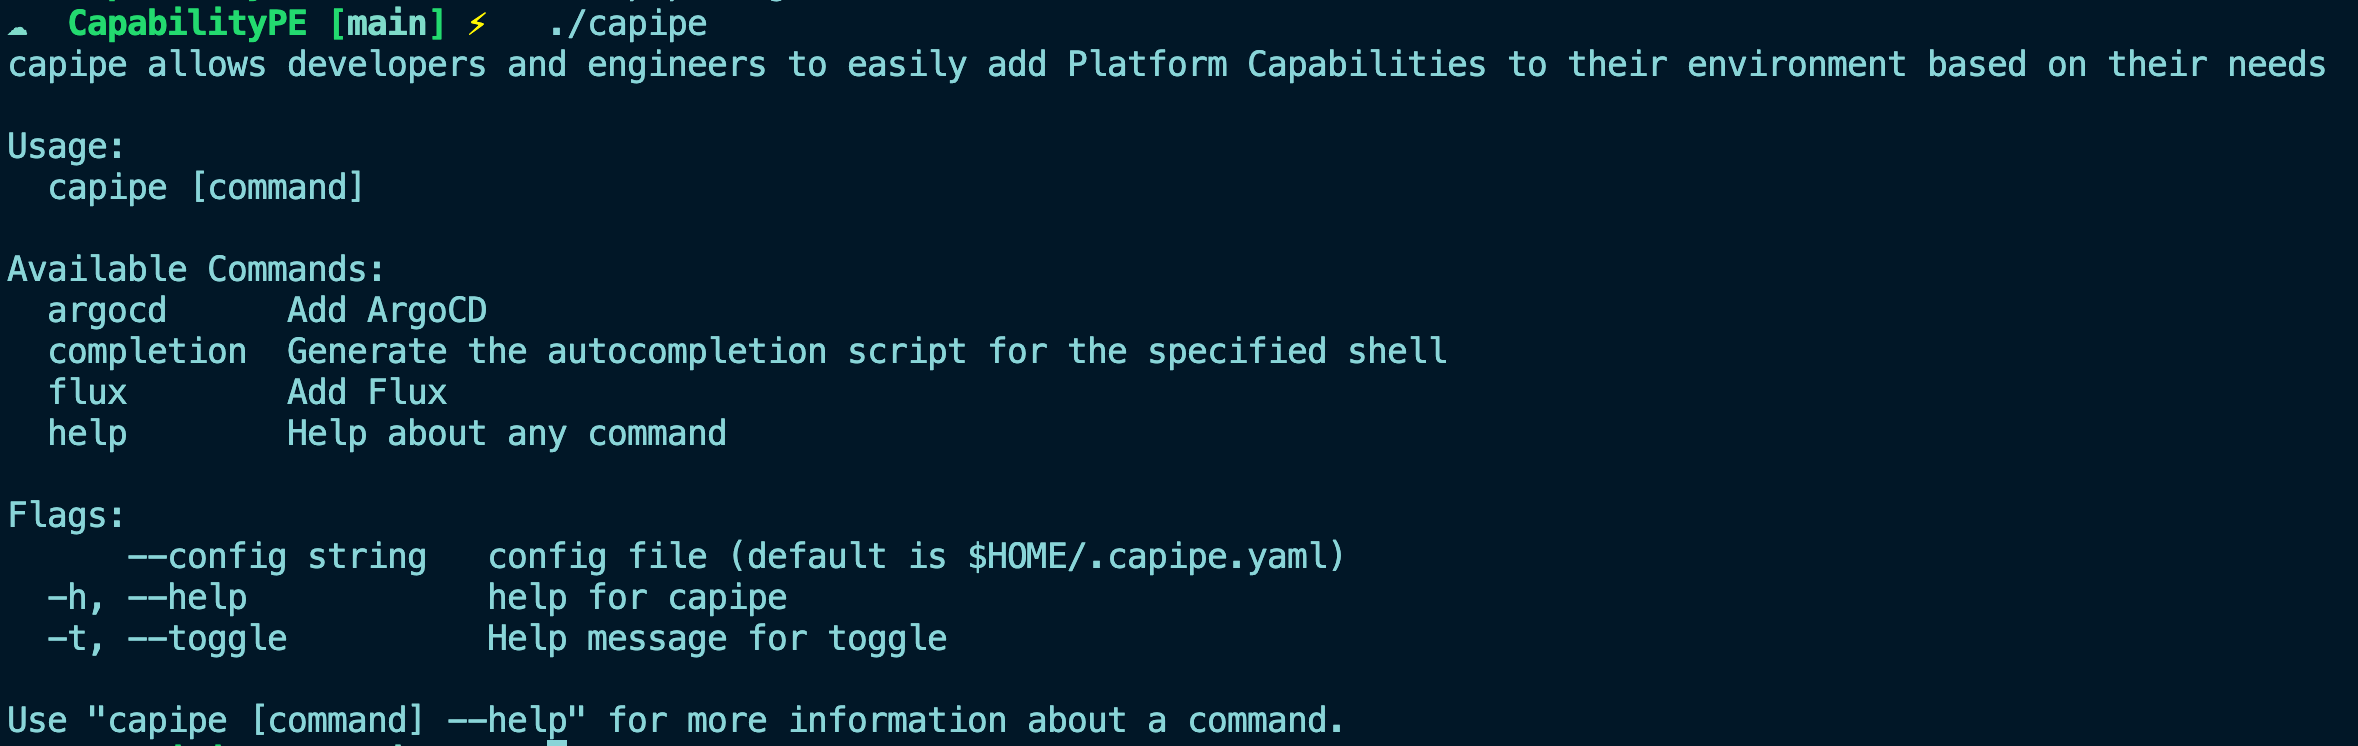 ☁  CapabilityPE [main] ⚡   ./capipe
capipe allows developers and engineers to easily add Platform Capabilities to their environment based on their needs

Usage:
  capipe [command]

Available Commands:
  argocd      Add ArgoCD
  completion  Generate the autocompletion script for the specified shell
  flux        Add Flux
  help        Help about any command

Flags:
      --config string   config file (default is $HOME/.capipe.yaml)
  -h, --help            help for capipe
  -t, --toggle          Help message for toggle

Use "capipe [command] --help" for more information about a command.